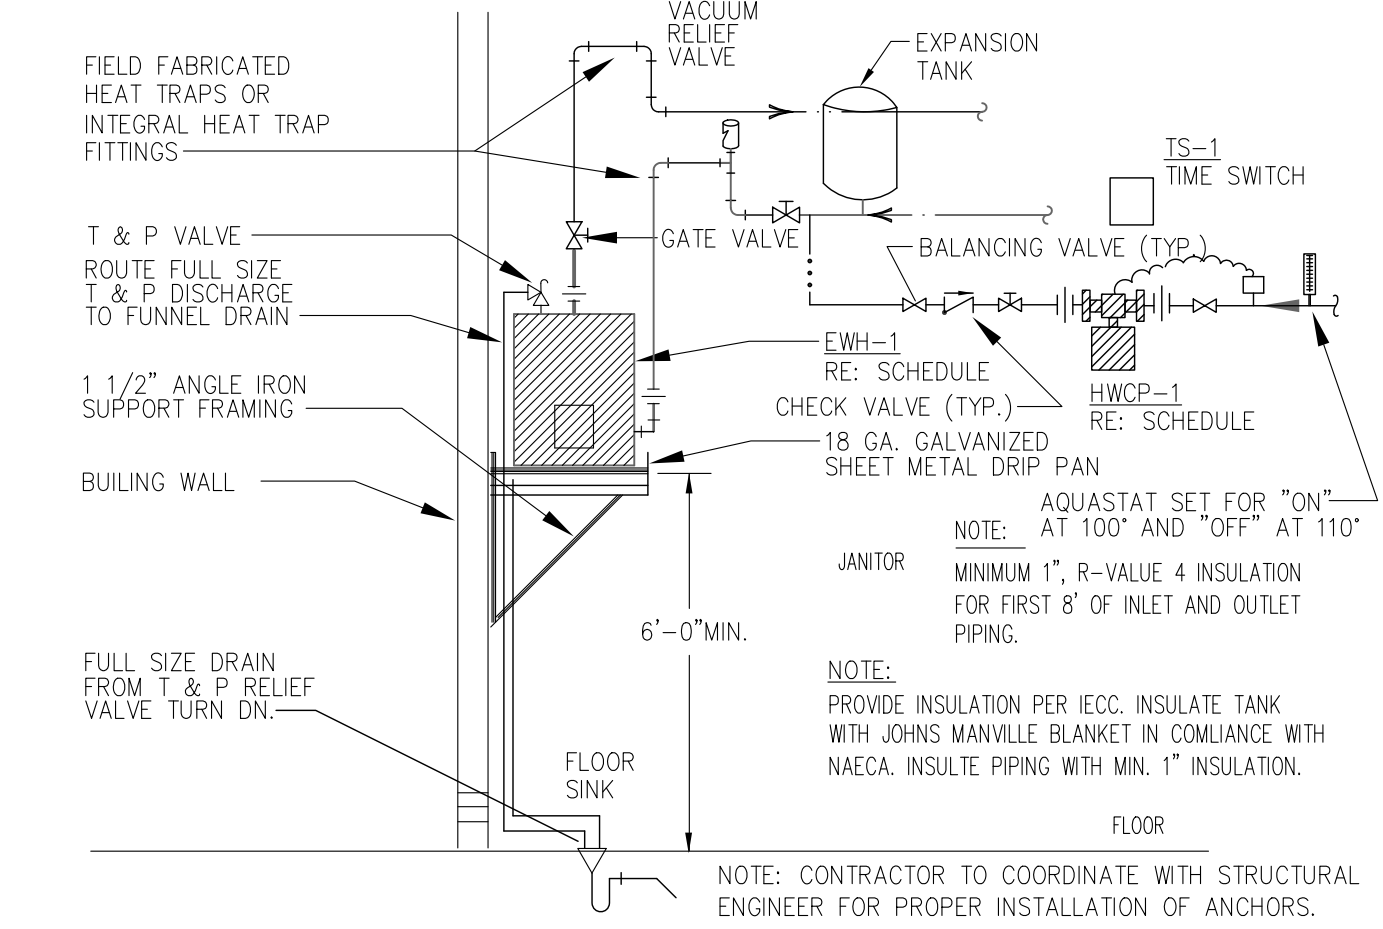 VACUUM
RELIEF
VALVE
EXPANSION
TANK
FIELD FABRICATED
HEAT TRAPS OR
INTEGRAL HEAT TRAP
FITTINGS
TS-1
TIME SWITCH
T & P VALVE
GATE VALVE
BALANCING VALVE (TYP.)
ROUTE FULL SIZE
T & P DISCHARGE
TO FUNNEL DRAIN
EWH-1
RE: SCHEDULE
1 1/2" ANGLE IRON
SUPPORT FRAMING
CHECK VALVE (TYP.)
HWCP-1
RE: SCHEDULE
18 GA. GALVANIZED
SHEET METAL DRIP PAN
BUILING WALL
AQUASTAT SET FOR "ON"
AT 100° AND "OFF" AT 110°
NOTE:
JANITOR
MINIMUM 1", R-VALUE 4 INSULATION
FOR FIRST 8' OF INLET AND OUTLET
PIPING.
6'-0"MIN.
FULL SIZE DRAIN
FROM T & P RELIEF
VALVE TURN DN.
NOTE:
PROVIDE INSULATION PER IECC. INSULATE TANK
WITH JOHNS MANVILLE BLANKET IN COMLIANCE WITH
NAECA. INSULTE PIPING WITH MIN. 1" INSULATION.
FLOOR
SINK
FLOOR
NOTE: CONTRACTOR TO COORDINATE WITH STRUCTURAL
ENGINEER FOR PROPER INSTALLATION OF ANCHORS.